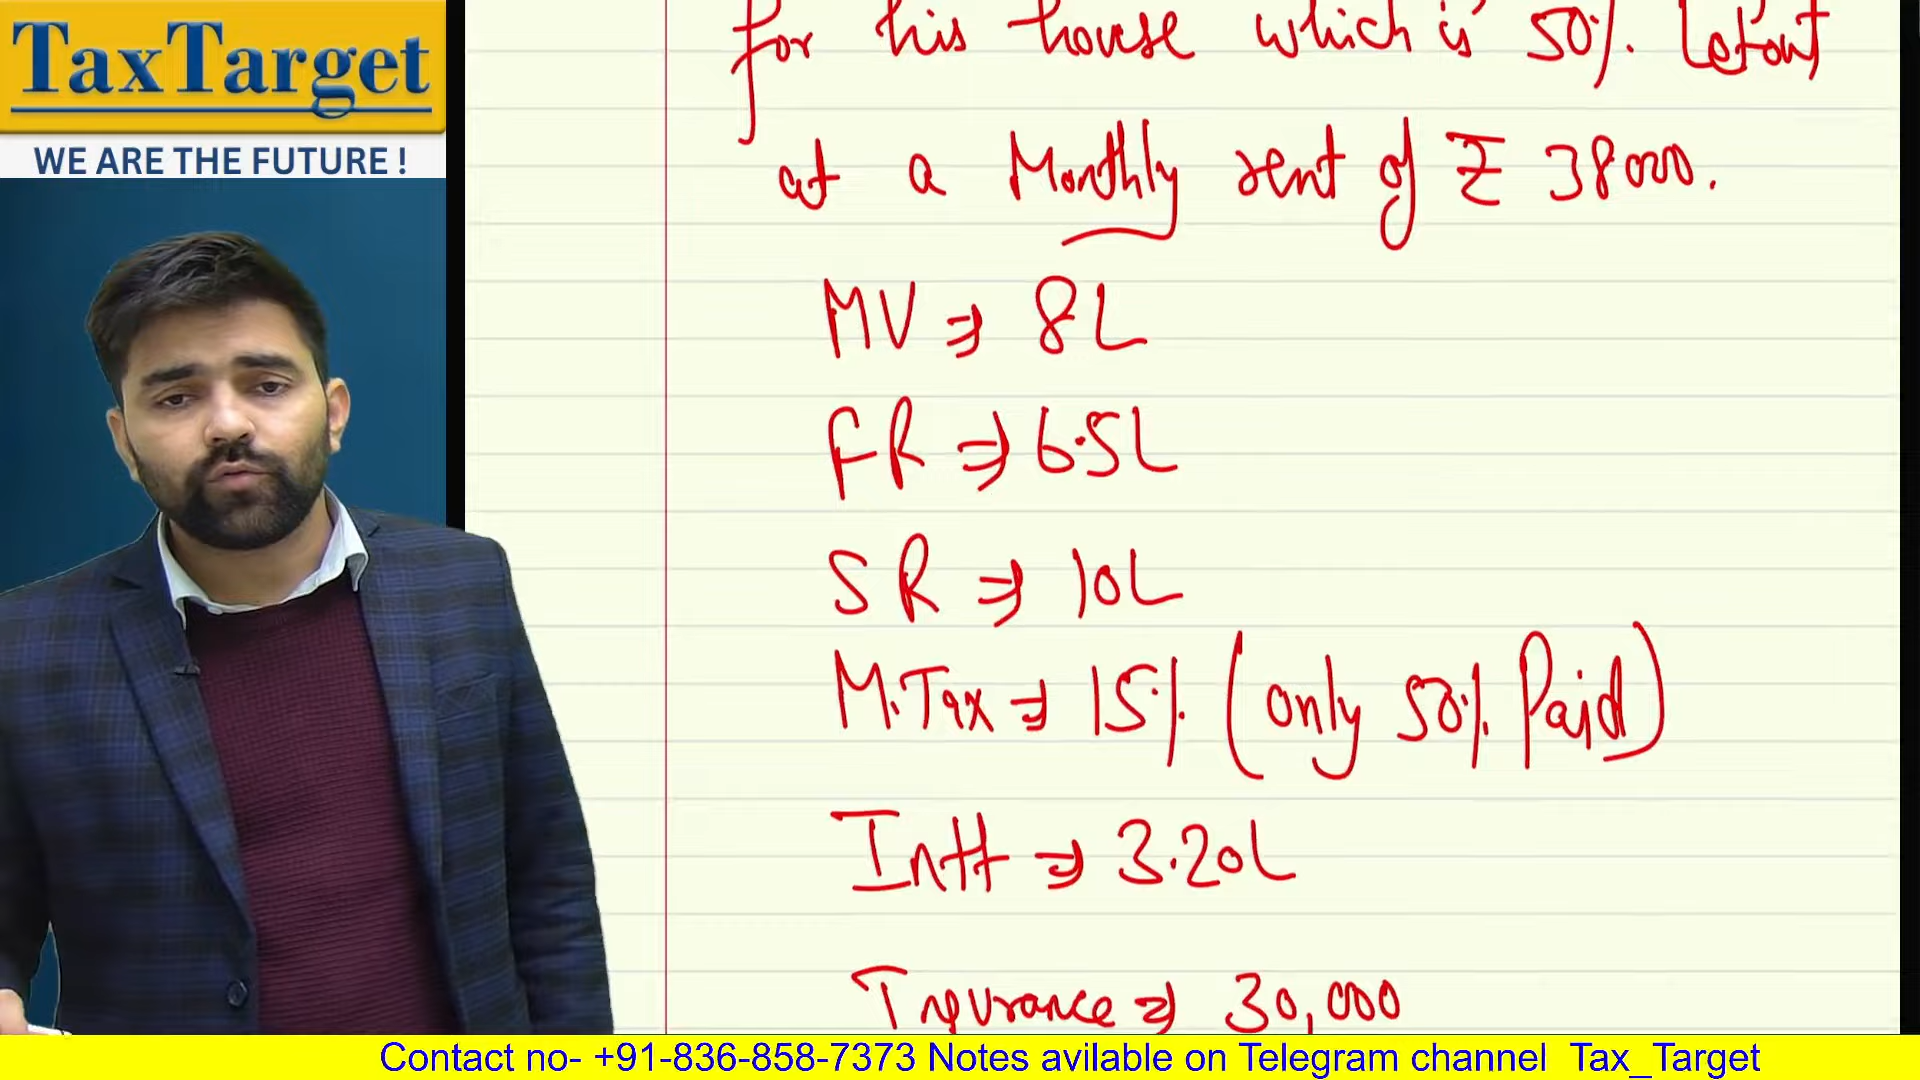 TaxTarget
WE ARE THE FUTURE !
for his house which is 50%. Letout
at a Monthly rent of ₹ 38000.
MV ⇒ 8L
FR ⇒ 6.5L
SR ⇒ 10L
M.Tax ⇒ 15% (only 50% Paid)
Intt ⇒ 3.20L
Insurance ⇒ 30,000
Contact no- +91-836-858-7373 Notes avilable on Telegram channel Tax_Target